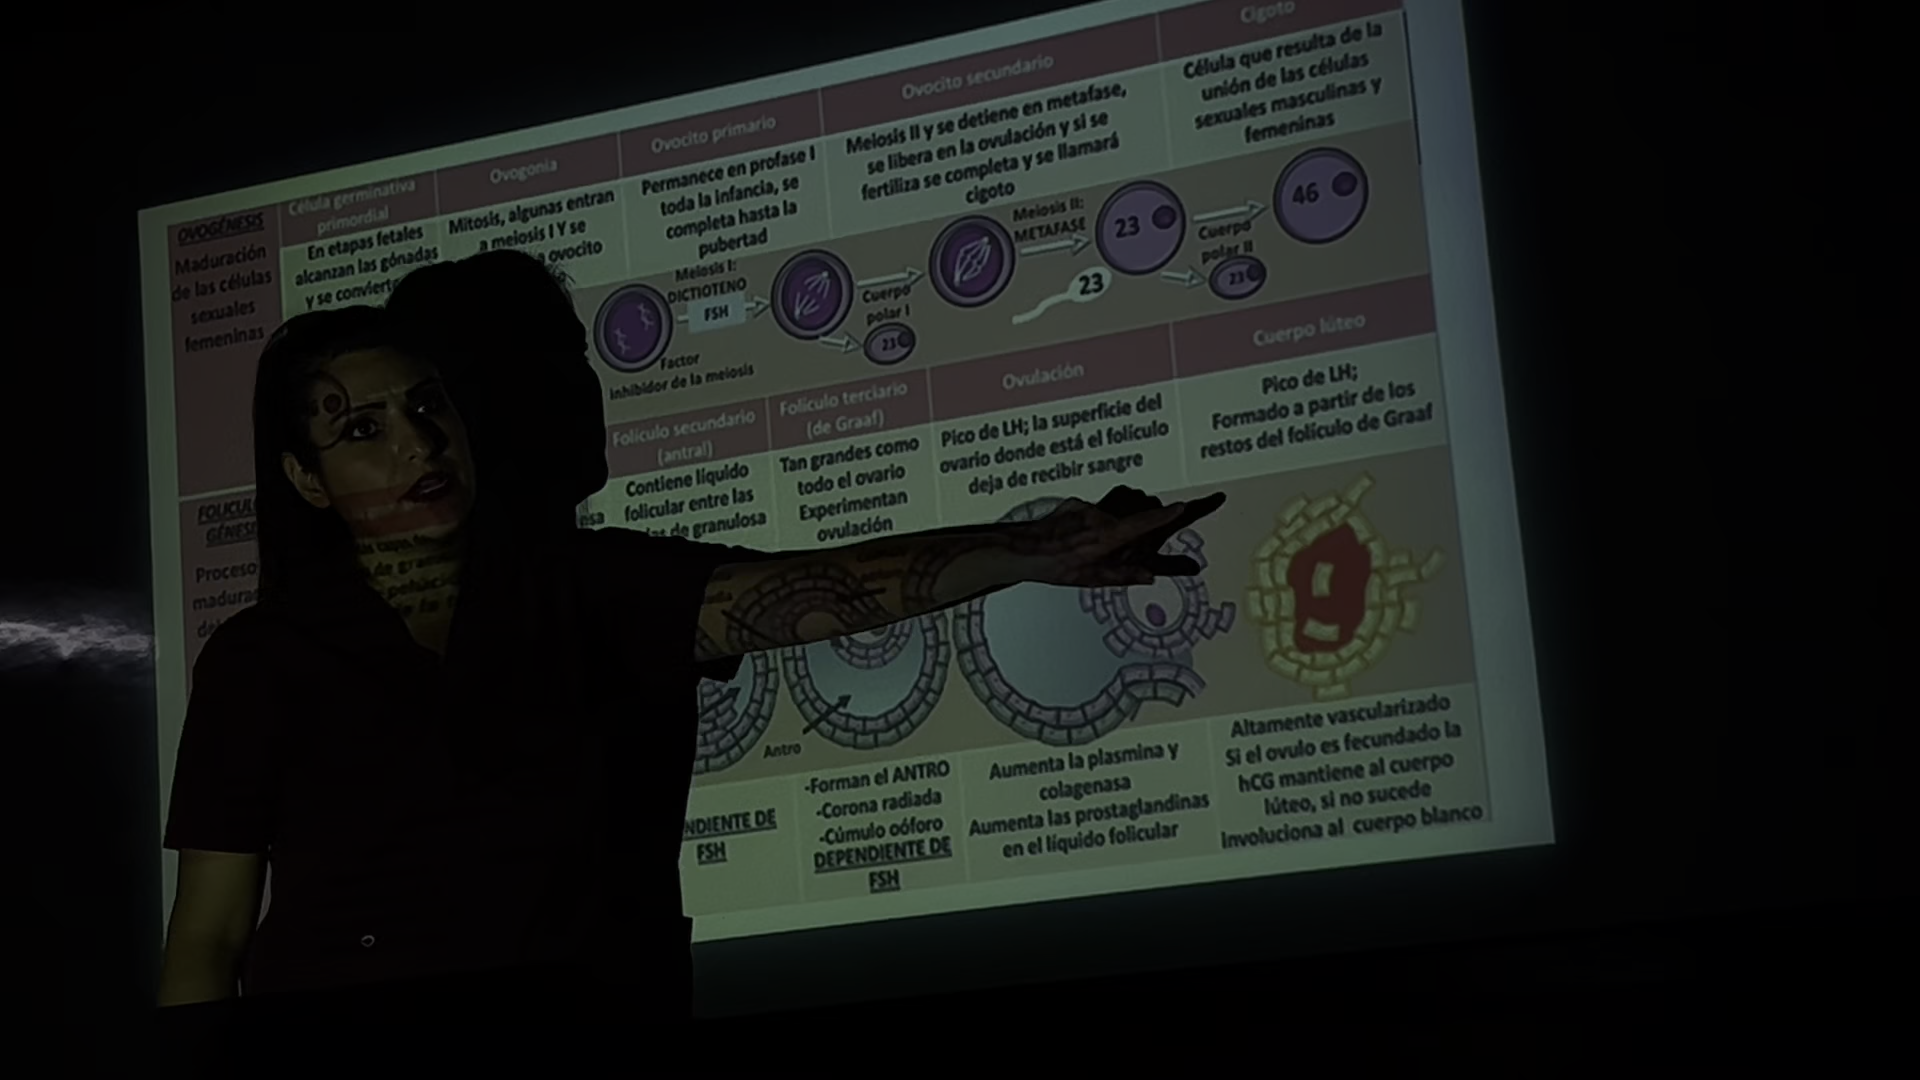 OVOGÉNESIS
Maduración
de las células
sexuales
femeninas
Célula germinativa
primordial
En etapas fetales
alcanzan las gónadas
y se
Ovogonia
Mitosis, algunas entran
a meiosis I Y se
ovocito
Ovocito primario
Permanece en profase I
toda la infancia, se
completa hasta la
pubertad
Ovocito secundario
Meiosis II y se detiene en metafase,
se libera en la ovulación y si se
fertiliza se completa y se llamará
cigoto
Cigoto
Célula que resulta de la
unión de las células
sexuales masculinas y
femeninas
Meiosis I:
DICTIOTENO
FSH
Factor
Inhibidor de la meiosis
Cuerpo
polar I
23
Meiosis II:
METAFASE
23
23
Cuerpo
polar II
23
46
Proceso
Folículo secundario
(antral)
Contiene líquido
folicular entre las
de granulosa
Folículo terciario
(de Graaf)
Tan grandes como
todo el ovario
Experimentan
ovulación
Ovulación
Pico de LH; la superficie del
ovario donde está el folículo
deja de recibir sangre
Cuerpo lúteo
Pico de LH;
Formado a partir de los
restos del folículo de Graaf
Antro
DE
FSH
-Forman el ANTRO
-Corona radiada
-Cúmulo oóforo
DEPENDIENTE DE
FSH
Aumenta la plasmina y
colagenasa
Aumenta las prostaglandinas
en el líquido folicular
Altamente vascularizado
Si el ovulo es fecundado la
hCG mantiene al cuerpo
lúteo, si no sucede
Involuciona al cuerpo blanco